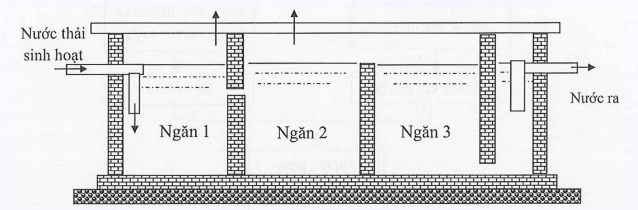 Nước thải
sinh hoạt
Nước ra
Ngăn 1
Ngăn 2
Ngăn 3